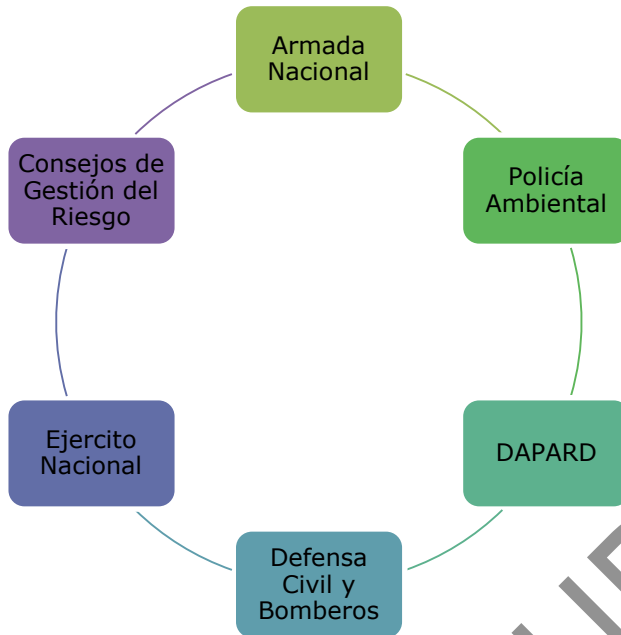 Armada
Nacional
Policía
Ambiental
DAPARD
Defensa
Civil y
Bomberos
Ejercito
Nacional
Consejos de
Gestión del
Riesgo